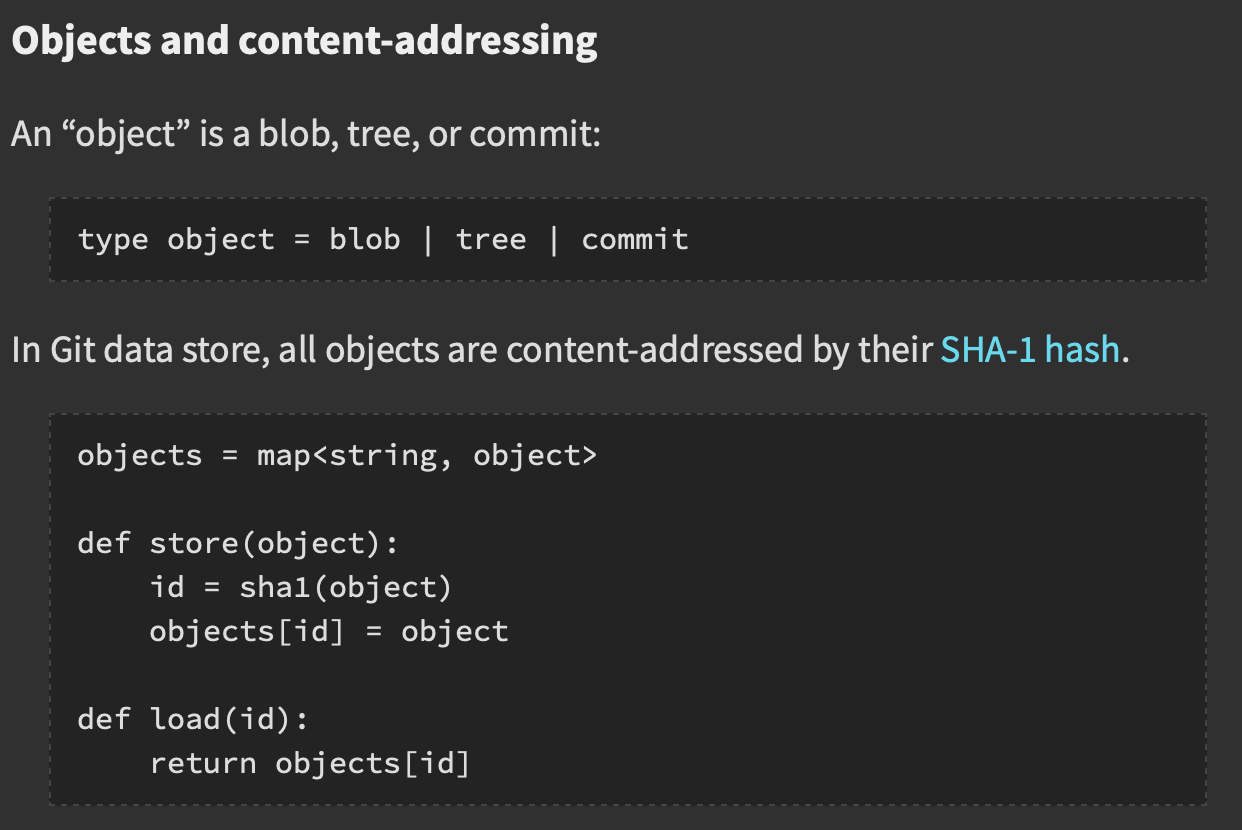 Objects and content-addressing
An “object” is a blob, tree, or commit:
type object = blob | tree | commit
In Git data store, all objects are content-addressed by their SHA-1 hash.
objects = map<string, object>
def store(object):
    id = sha1(object)
    objects[id] = object
def load(id):
    return objects[id]